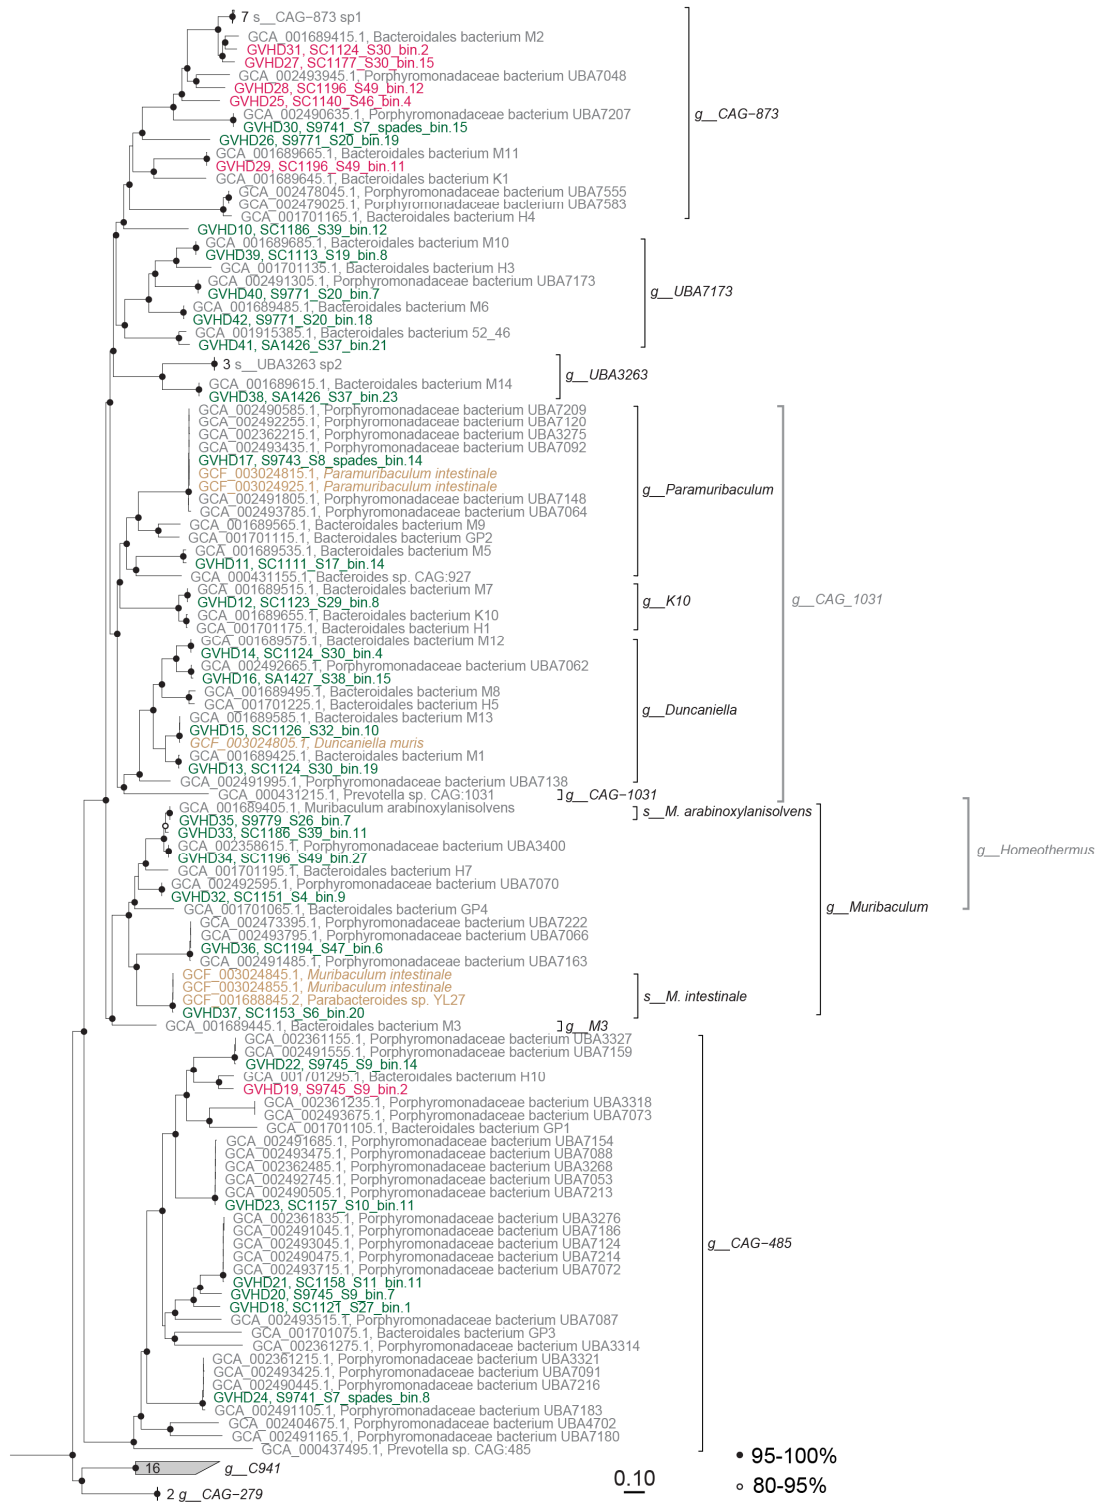 7 s__CAG-873 sp1
GCA_001689415.1, Bacteroidales bacterium M2
GVHD31, SC1124_S30_bin.2
GVHD27, SC1177_S30_bin.15
GCA_002493945.1, Porphyromonadaceae bacterium UBA7048
GVHD28, SC1196_S49_bin.12
GVHD25, SC1140_S46_bin.4
GCA_002490635.1, Porphyromonadaceae bacterium UBA7207
g__CAG-873
GVHD30, S9741_S7_spades_bin.15
GVHD26, S9771_S20_bin.19
GCA_001689665.1, Bacteroidales bacterium M11
GVHD29, SC1196_S49_bin.11
GCA_001689645.1, Bacteroidales bacterium K1
GCA_002478045.1, Porphyromonadaceae bacterium UBA7555
GCA_002479025.1, Porphyromonadaceae bacterium UBA7583
GCA_001701165.1, Bacteroidales bacterium H4
GVHD10, SC1186_S39_bin.12
GCA_001689685.1, Bacteroidales bacterium M10
GVHD39, SC1113_S19_bin.8
GCA_001701135.1, Bacteroidales bacterium H3
GCA_002491305.1, Porphyromonadaceae bacterium UBA7173
g__UBA7173
GVHD40, S9771_S20_bin.7
GCA_001689485.1, Bacteroidales bacterium M6
GVHD42, S9771_S20_bin.18
GCA_001915385.1, Bacteroidales bacterium 52_46
GVHD41, SA1426_S37_bin.21
3 s__UBA3263 sp2
g__UBA3263
GCA_001689615.1, Bacteroidales bacterium M14
GVHD38, SA1426_S37_bin.23
GCA_002490585.1, Porphyromonadaceae bacterium UBA7209
GCA_002492255.1, Porphyromonadaceae bacterium UBA7120
GCA_002362215.1, Porphyromonadaceae bacterium UBA3275
GCA_002493435.1, Porphyromonadaceae bacterium UBA7092
GVHD17, S9743_S8_spades_bin.14
GCF_003024815.1, Paramuribaculum intestinale
GCF_003024925.1, Paramuribaculum intestinale
g__Paramuribaculum
GCA_002491805.1, Porphyromonadaceae bacterium UBA7148
GCA_002493785.1, Porphyromonadaceae bacterium UBA7064
GCA_001689565.1, Bacteroidales bacterium M9
GCA_001701115.1, Bacteroidales bacterium GP2
GCA_001689535.1, Bacteroidales bacterium M5
GVHD11, SC1111_S17_bin.14
GCA_000431155.1, Bacteroides sp. CAG:927
GCA_001689515.1, Bacteroidales bacterium M7
GVHD12, SC1123_S29_bin.8
g__K10
g__CAG_1031
GCA_001689655.1, Bacteroidales bacterium K10
GCA_001701175.1, Bacteroidales bacterium H1
GCA_001689575.1, Bacteroidales bacterium M12
GVHD14, SC1124_S30_bin.4
GCA_002492665.1, Porphyromonadaceae bacterium UBA7062
GVHD16, SA1427_S38_bin.15
GCA_001689495.1, Bacteroidales bacterium M8
GCA_001701225.1, Bacteroidales bacterium H5
g__Duncaniella
GCA_001689585.1, Bacteroidales bacterium M13
GVHD15, SC1126_S32_bin.10
GCF_003024805.1, Duncaniella muris
GCA_001689425.1, Bacteroidales bacterium M1
GVHD13, SC1124_S30_bin.19
GCA_002491995.1, Porphyromonadaceae bacterium UBA7138
GCA_000431215.1, Prevotella sp. CAG:1031
g__CAG-1031
GCA_001689405.1, Muribaculum arabinoxylanisolvens
s__M. arabinoxylanisolvens
GVHD35, S9779_S26_bin.7
GVHD33, SC1186_S39_bin.11
GCA_002358615.1, Porphyromonadaceae bacterium UBA3400
g__Homeothermus
GVHD34, SC1196_S49_bin.27
GCA_001701195.1, Bacteroidales bacterium H7
GCA_002492595.1, Porphyromonadaceae bacterium UBA7070
GVHD32, SC1151_S4_bin.9
GCA_001701065.1, Bacteroidales bacterium GP4
g__Muribaculum
GCA_002473395.1, Porphyromonadaceae bacterium UBA7222
GCA_002493795.1, Porphyromonadaceae bacterium UBA7066
GVHD36, SC1194_S47_bin.6
GCA_002491485.1, Porphyromonadaceae bacterium UBA7163
GCF_003024845.1, Muribaculum intestinale
GCF_003024855.1, Muribaculum intestinale
GCF_001688845.2, Parabacteroides sp. YL27
s__M. intestinale
GVHD37, SC1153_S6_bin.20
GCA_001689445.1, Bacteroidales bacterium M3
g__M3
GCA_002361155.1, Porphyromonadaceae bacterium UBA3327
GCA_002491555.1, Porphyromonadaceae bacterium UBA7159
GVHD22, S9745_S9_bin.14
GCA_001701295.1, Bacteroidales bacterium H10
GVHD19, S9745_S9_bin.2
GCA_002361235.1, Porphyromonadaceae bacterium UBA3318
GCA_002493675.1, Porphyromonadaceae bacterium UBA7073
GCA_001701105.1, Bacteroidales bacterium GP1
GCA_002491685.1, Porphyromonadaceae bacterium UBA7154
GCA_002493475.1, Porphyromonadaceae bacterium UBA7088
GCA_002362485.1, Porphyromonadaceae bacterium UBA3268
GCA_002492745.1, Porphyromonadaceae bacterium UBA7053
GCA_002490505.1, Porphyromonadaceae bacterium UBA7213
GVHD23, SC1157_S10_bin.11
GCA_002361835.1, Porphyromonadaceae bacterium UBA3276
GCA_002491045.1, Porphyromonadaceae bacterium UBA7186
g__CAG-485
GCA_002493045.1, Porphyromonadaceae bacterium UBA7124
GCA_002490475.1, Porphyromonadaceae bacterium UBA7214
GCA_002493715.1, Porphyromonadaceae bacterium UBA7072
GVHD21, SC1158_S11_bin.11
GVHD20, S9745_S9_bin.7
GVHD18, SC1121_S27_bin.1
GCA_002493515.1, Porphyromonadaceae bacterium UBA7087
GCA_001701075.1, Bacteroidales bacterium GP3
GCA_002361275.1, Porphyromonadaceae bacterium UBA3314
GCA_002361215.1, Porphyromonadaceae bacterium UBA3321
GCA_002493425.1, Porphyromonadaceae bacterium UBA7091
GCA_002490445.1, Porphyromonadaceae bacterium UBA7216
GVHD24, S9741_S7_spades_bin.8
GCA_002491105.1, Porphyromonadaceae bacterium UBA7183
GCA_002404675.1, Porphyromonadaceae bacterium UBA4702
GCA_002491165.1, Porphyromonadaceae bacterium UBA7180
GCA_000437495.1, Prevotella sp. CAG:485
95-100%
16 g__C941
0.10
80-95%
2 g__CAG-279